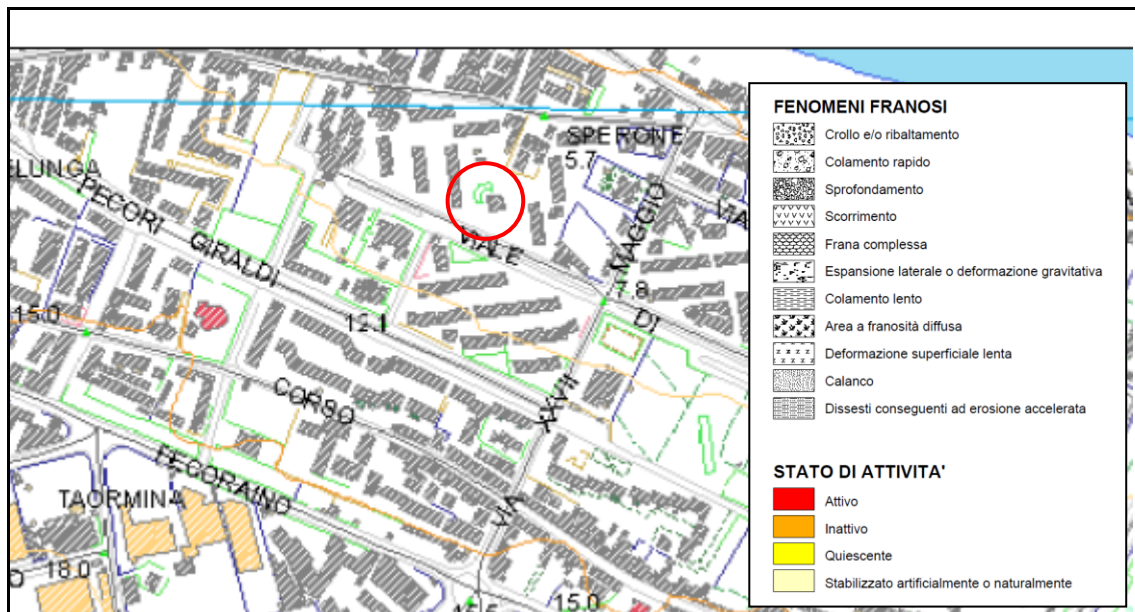 SPERONE
5.7
ELUNGA
PECORI
GIRALDI
VIALE
MAGGIO
VIA
7.8
DI
15.0
12.1
XXVII
CORSO
PECORAINO
TAORMINA
VIA
18.0
O
15.0
FENOMENI FRANOSI
Crollo e/o ribaltamento
Colamento rapido
Sprofondamento
Scorrimento
Frana complessa
Espansione laterale o deformazione gravitativa
Colamento lento
Area a franosità diffusa
Deformazione superficiale lenta
Calanco
Dissesti conseguenti ad erosione accelerata
STATO DI ATTIVITA'
Attivo
Inattivo
Quiescente
Stabilizzato artificialmente o naturalmente